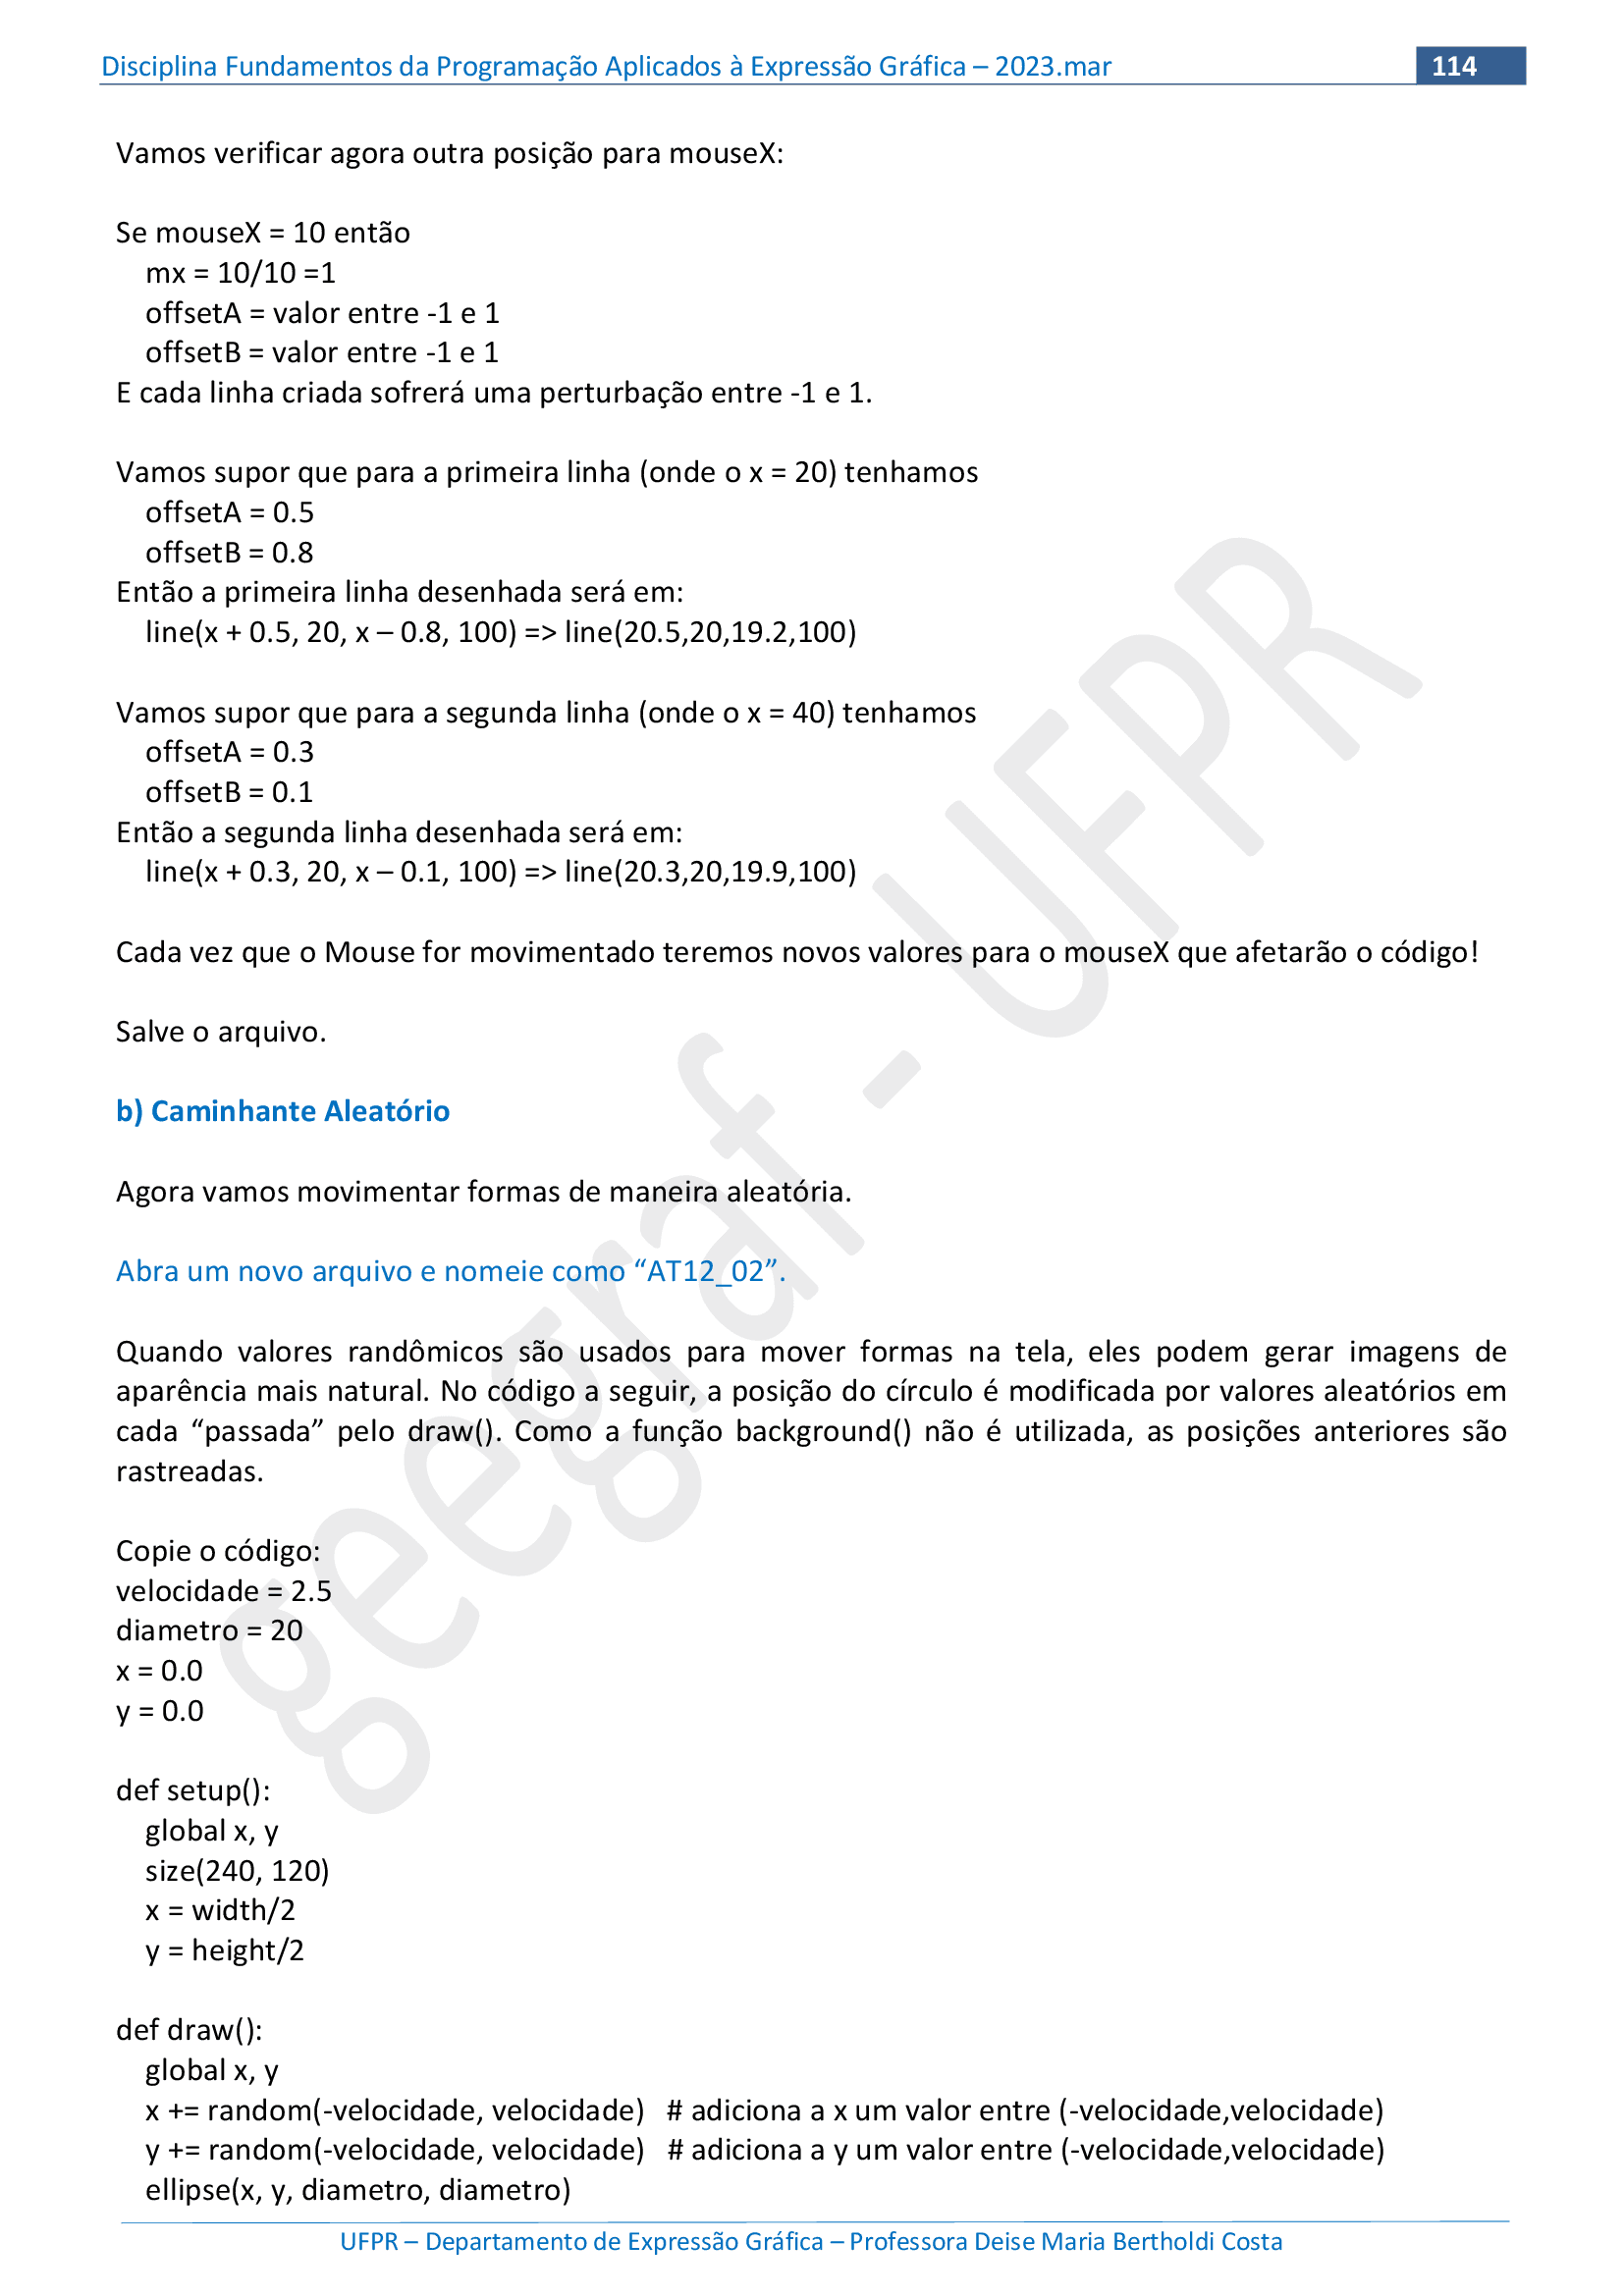 Disciplina Fundamentos da Programação Aplicados à Expressão Gráfica – 2023.mar 114
Vamos verificar agora outra posição para mouseX:
Se mouseX = 10 então
mx = 10/10 =1
offsetA = valor entre -1 e 1
offsetB = valor entre -1 e 1
E cada linha criada sofrerá uma perturbação entre -1 e 1.
Vamos supor que para a primeira linha (onde o x = 20) tenhamos
offsetA = 0.5
offsetB = 0.8
Então a primeira linha desenhada será em:
line(x + 0.5, 20, x – 0.8, 100) => line(20.5,20,19.2,100)
Vamos supor que para a segunda linha (onde o x = 40) tenhamos
offsetA = 0.3
offsetB = 0.1
Então a segunda linha desenhada será em:
line(x + 0.3, 20, x – 0.1, 100) => line(20.3,20,19.9,100)
Cada vez que o Mouse for movimentado teremos novos valores para o mouseX que afetarão o código!
Salve o arquivo.
b) Caminhante Aleatório
Agora vamos movimentar formas de maneira aleatória.
Abra um novo arquivo e nomeie como “AT12_02”.
Quando valores randômicos são usados para mover formas na tela, eles podem gerar imagens de
aparência mais natural. No código a seguir, a posição do círculo é modificada por valores aleatórios em
cada “passada” pelo draw(). Como a função background() não é utilizada, as posições anteriores são
rastreadas.
Copie o código:
velocidade = 2.5
diametro = 20
x = 0.0
y = 0.0
def setup():
global x, y
size(240, 120)
x = width/2
y = height/2
def draw():
global x, y
x += random(-velocidade, velocidade) # adiciona a x um valor entre (-velocidade,velocidade)
y += random(-velocidade, velocidade) # adiciona a y um valor entre (-velocidade,velocidade)
ellipse(x, y, diametro, diametro)
UFPR – Departamento de Expressão Gráfica – Professora Deise Maria Bertholdi Costa
geegraf - UFPR